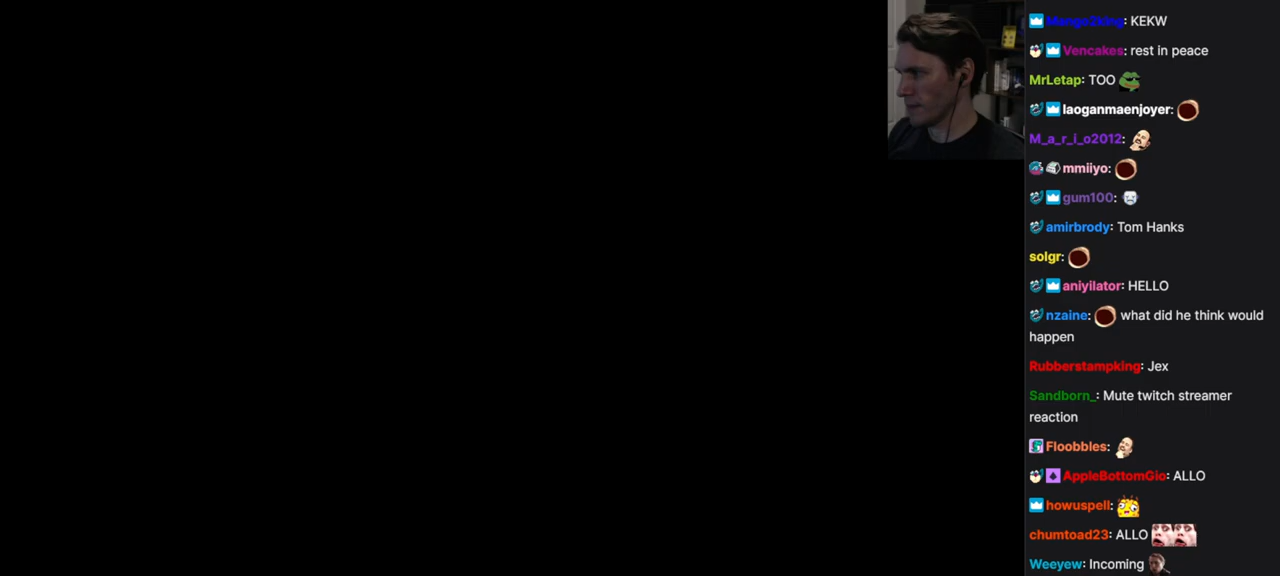 Mango2king: KEKW
Vencakes: rest in peace
MrLetap: TOO
laoganmaenjoyer:
M_a_r_i_o2012:
mmiiyo:
gum100:
amirbrody: Tom Hanks
solgr:
aniyilator: HELLO
nzaine: what did he think would
happen
Rubberstampking: Jex
Sandborn_: Mute twitch streamer
reaction
Floobbles:
AppleBottomGio: ALLO
howuspell:
chumtoad23: ALLO
Weeyew: Incoming